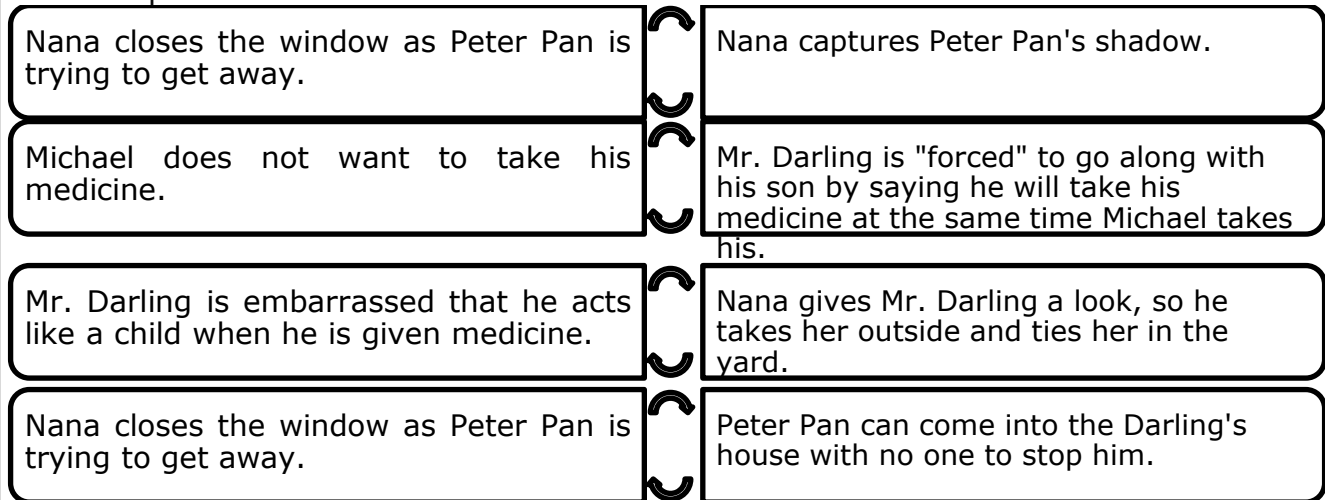 Nana closes the window as Peter Pan is
trying to get away.
Nana captures Peter Pan's shadow.
Michael does not want to take his
medicine.
Mr. Darling is "forced" to go along with
his son by saying he will take his
medicine at the same time Michael takes
his.
Mr. Darling is embarrassed that he acts
like a child when he is given medicine.
Nana gives Mr. Darling a look, so he
takes her outside and ties her in the
yard.
Nana closes the window as Peter Pan is
trying to get away.
Peter Pan can come into the Darling's
house with no one to stop him.